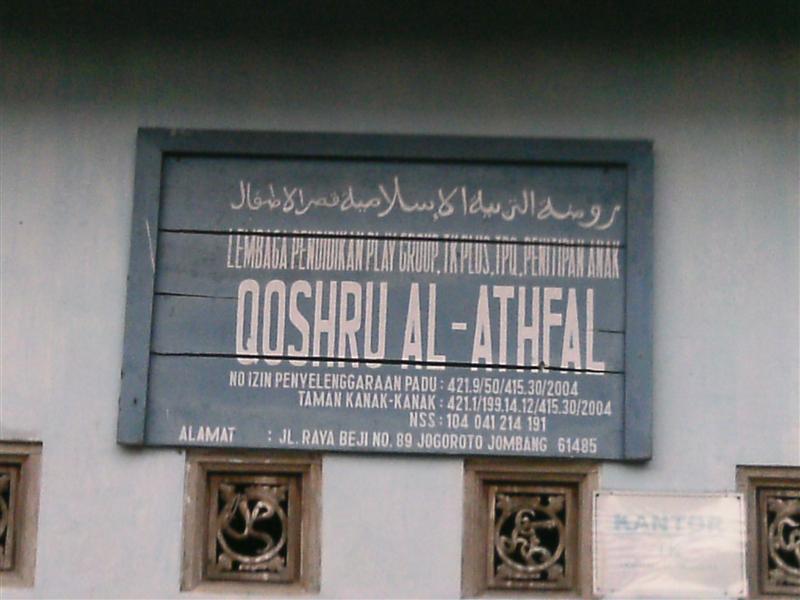 روضة التربية الإسلامية قصر الاطفال
LEMBAGA PENDIDIKAN PLAY GROUP, TK PLUS, TPQ, PENITIPAN ANAK
QOSHRU AL-ATHFAL
NO IZIN PENYELENGGARAAN PADU : 421.9/50/415.30/2004
TAMAN KANAK-KANAK : 421.1/199.14.12/415.30/2004
NSS : 104 041 214 191
ALAMAT : JL. RAYA BEJI NO. 89 JOGOROTO JOMBANG 61485
KANTOR